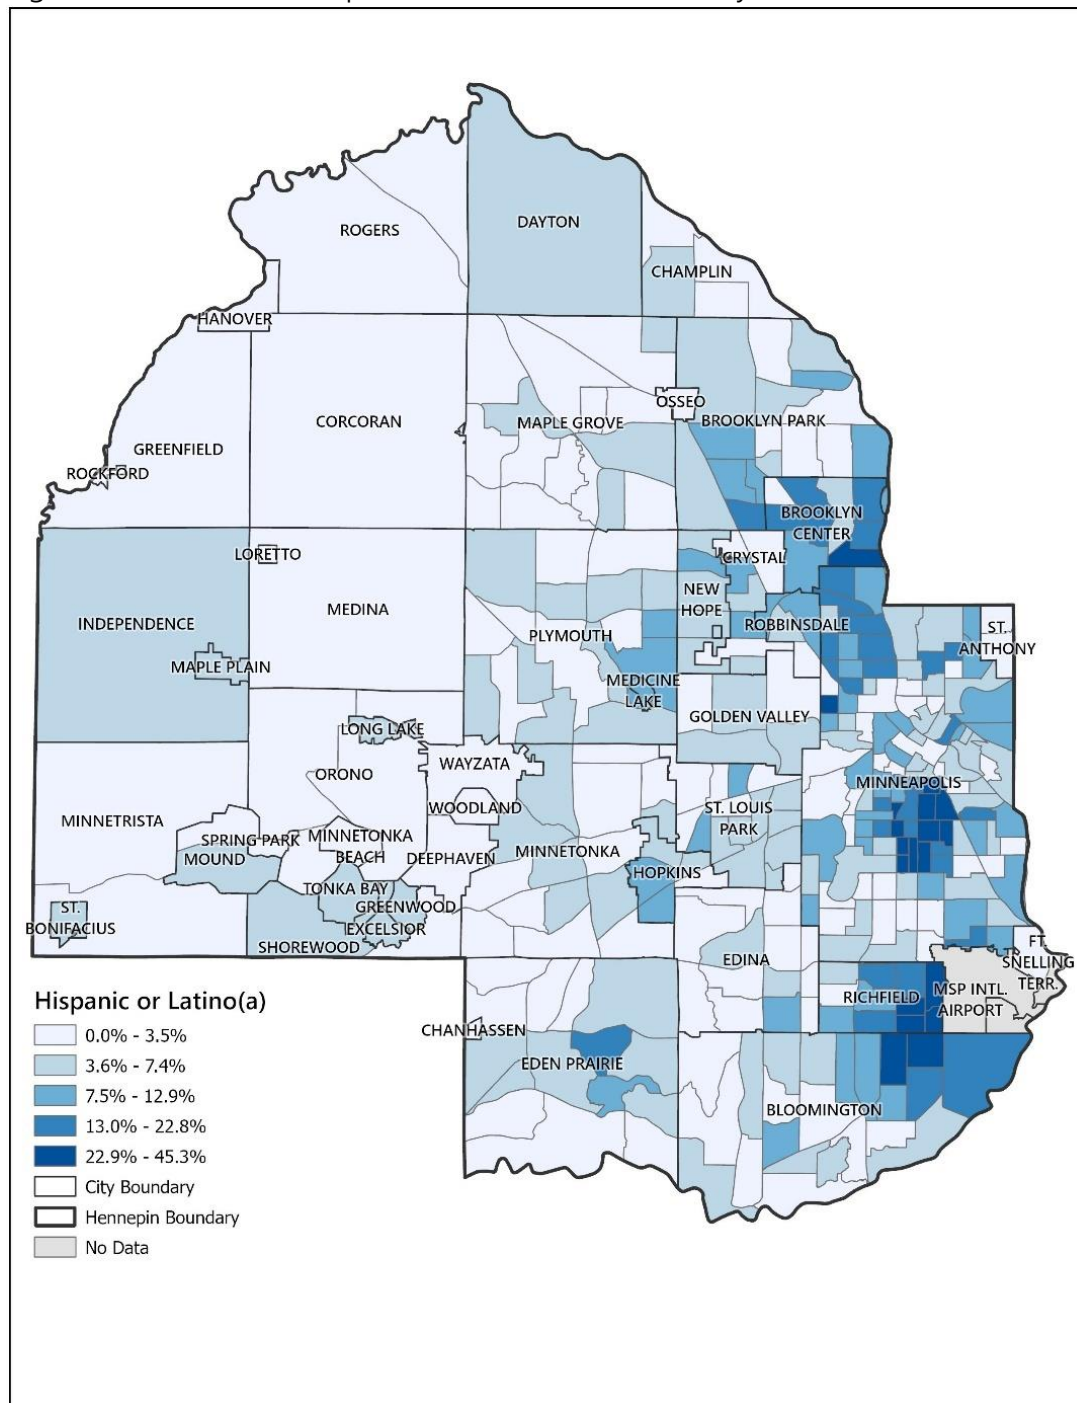 ROGERS
DAYTON
CHAMPLIN
HANOVER
OSSEO
CORCORAN
MAPLE GROVE
BROOKLYN PARK
GREENFIELD
ROCKFORD
BROOKLYN
CENTER
LORETTO
CRYSTAL
NEW
HOPE
INDEPENDENCE
MEDINA
PLYMOUTH
ROBBINSDALE
ST.
ANTHONY
MAPLE PLAIN
MEDICINE
LAKE
LONG LAKE
GOLDEN VALLEY
WAYZATA
ORONO
MINNEAPOLIS
WOODLAND
ST. LOUIS
PARK
MINNETRISTA
SPRING PARK
MINNETONKA
BEACH
MOUND
DEEPHAVEN
MINNETONKA
HOPKINS
TONKA BAY
GREENWOOD
ST.
BONIFACIUS
EXCELSIOR
SHOREWOOD
EDINA
FT.
SNELLING
TERR.
MSP INTL.
AIRPORT
RICHFIELD
CHANHASSEN
EDEN PRAIRIE
BLOOMINGTON
Hispanic or Latino(a)
0.0% - 3.5%
3.6% - 7.4%
7.5% - 12.9%
13.0% - 22.8%
22.9% - 45.3%
City Boundary
Hennepin Boundary
No Data